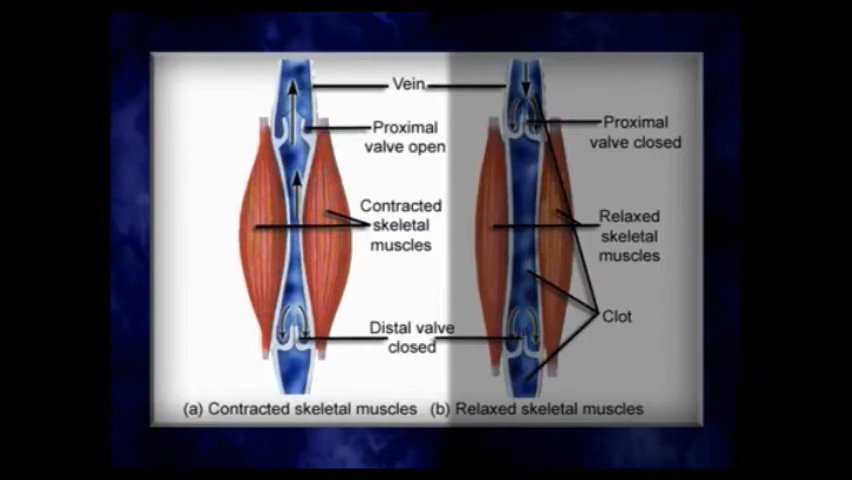 Vein
Proximal
valve open
Contracted
skeletal
muscles
Distal valve
closed
Proximal
valve closed
Relaxed
skeletal
muscles
Clot
(a) Contracted skeletal muscles
(b) Relaxed skeletal muscles